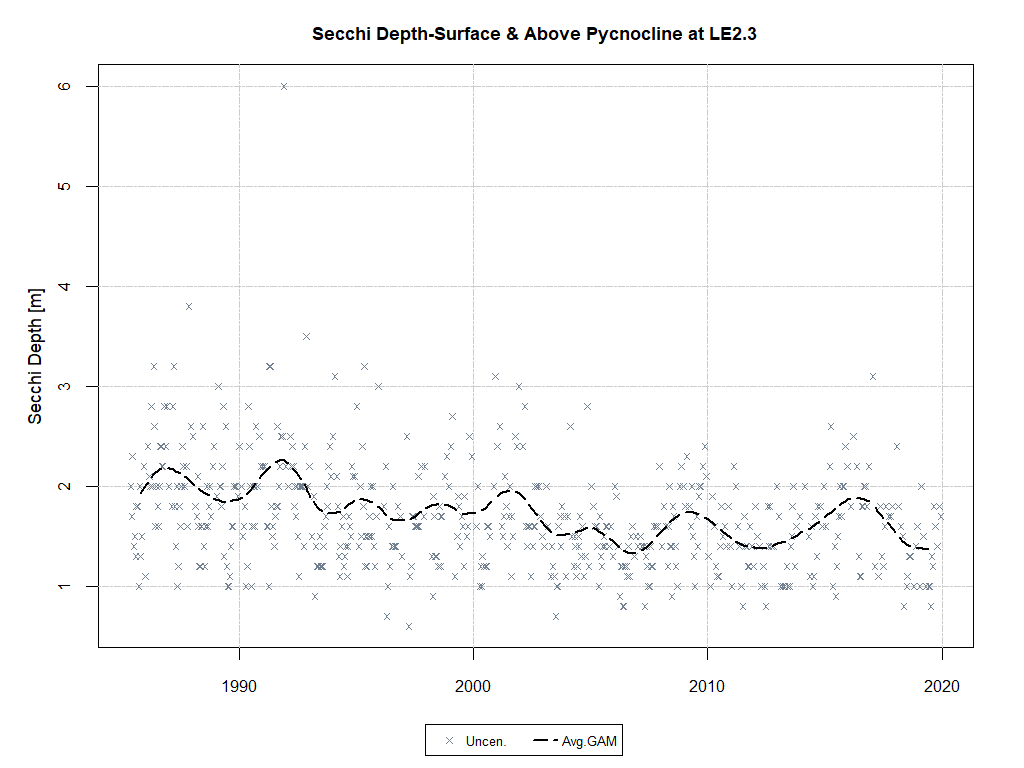 Secchi Depth-Surface & Above Pycnocline at LE2.3
Secchi Depth [m]
6
5
4
3
2
1
1990 2000 2010 2020
Uncen. Avg.GAM